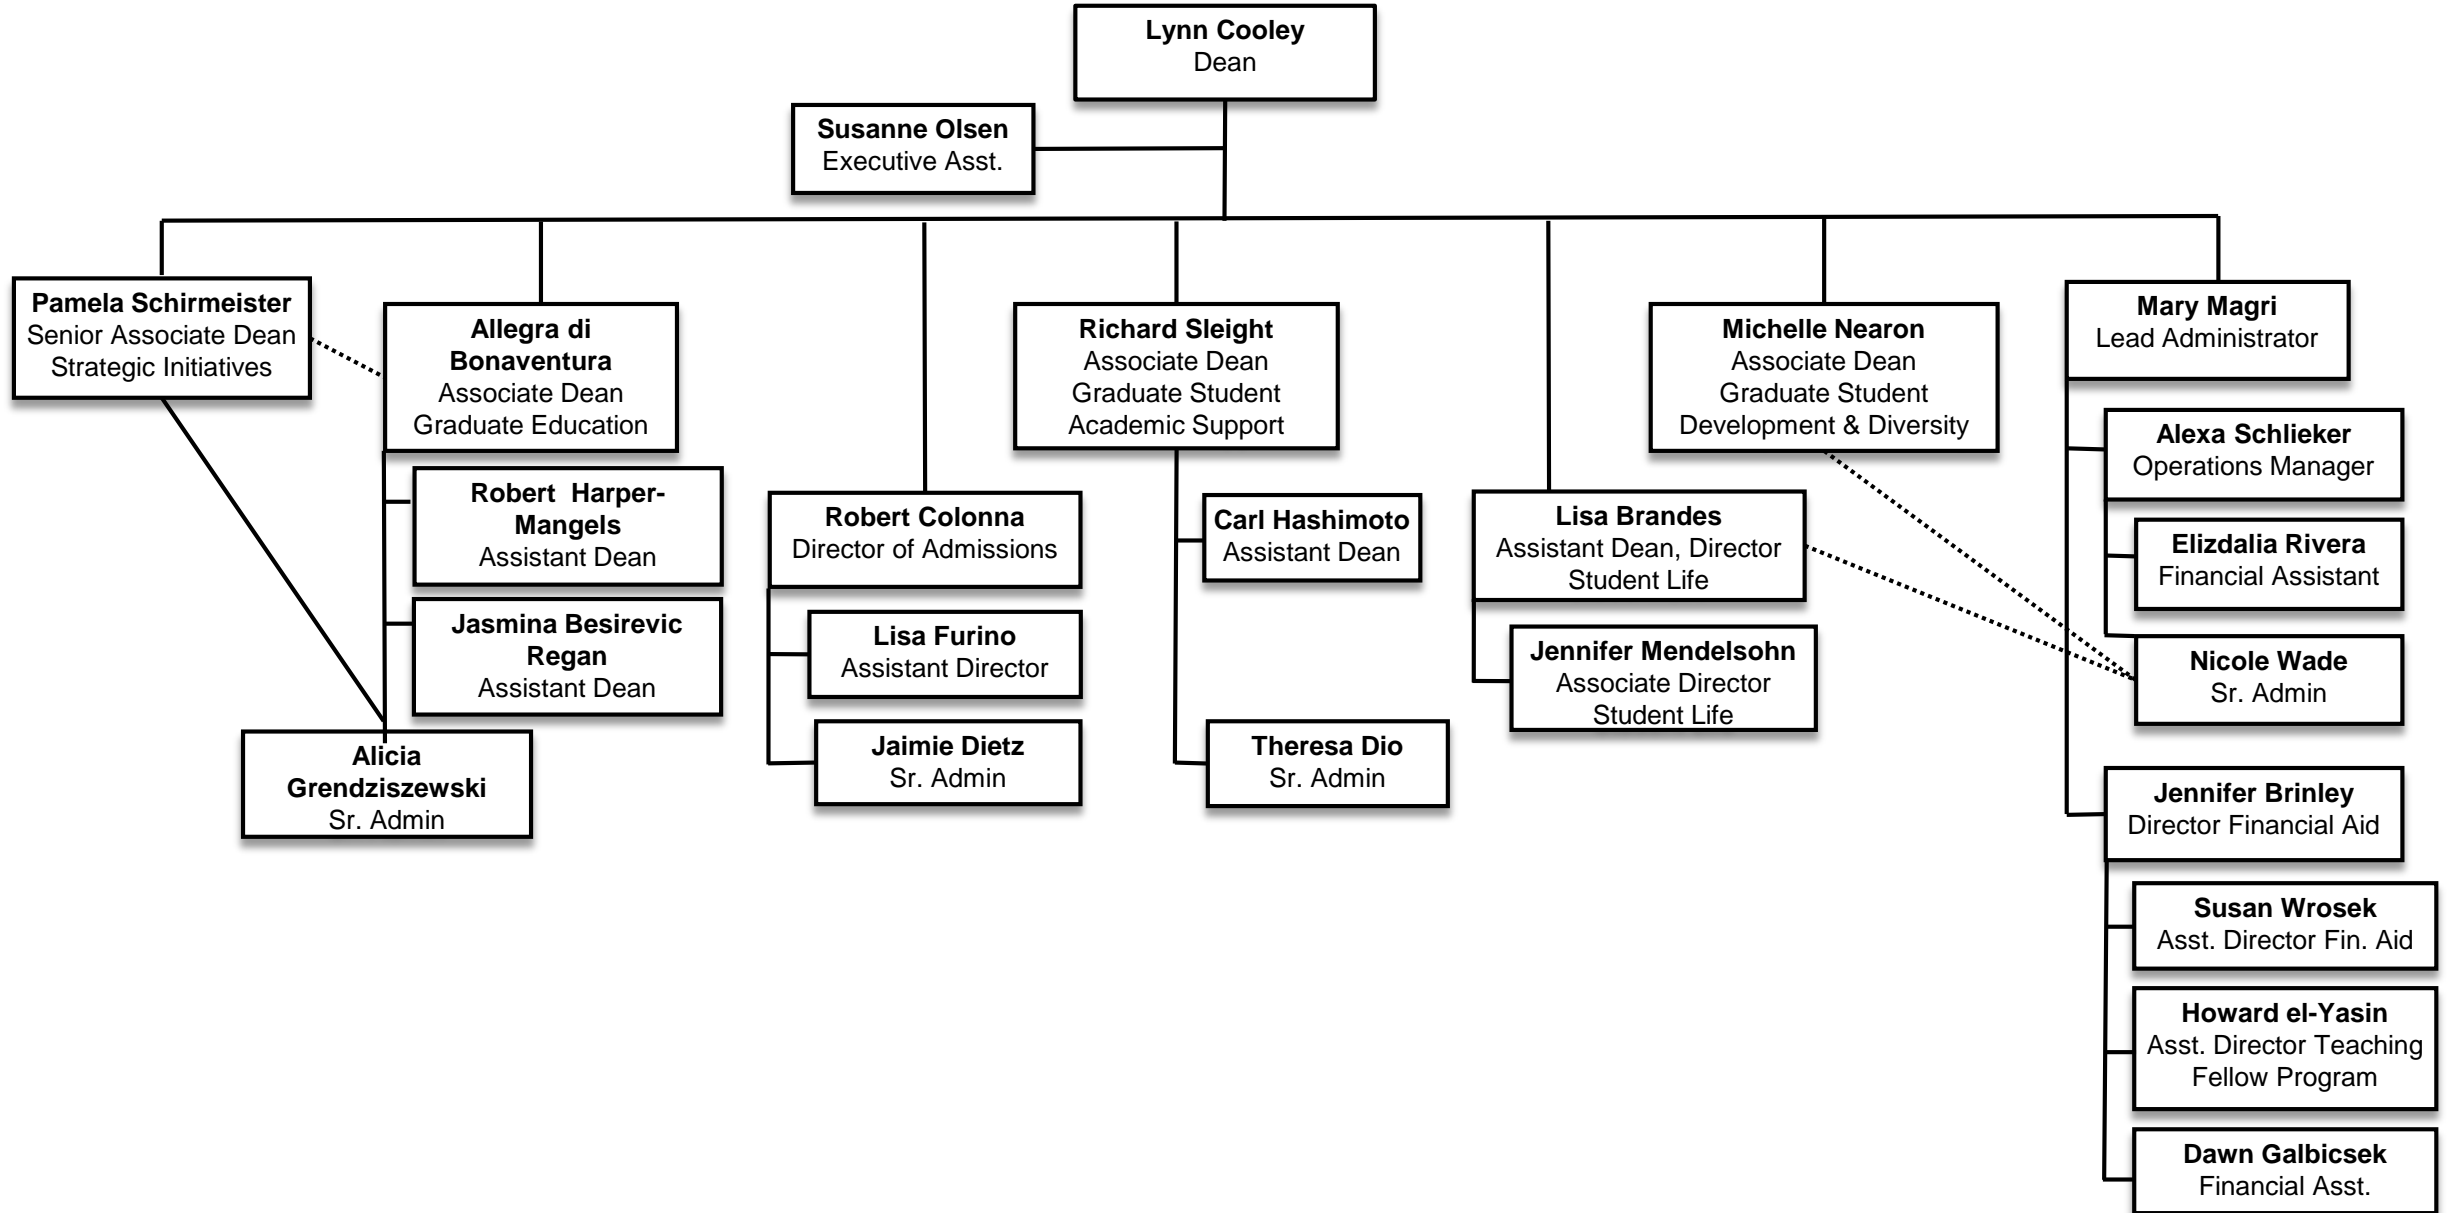 Lynn Cooley
Dean
Susanne Olsen
Executive Asst.
Pamela Schirmeister
Senior Associate Dean
Strategic Initiatives
Allegra di
Bonaventura
Associate Dean
Graduate Education
Robert Harper-
Mangels
Assistant Dean
Jasmina Besirevic
Regan
Assistant Dean
Alicia
Grendziszewski
Sr. Admin
Robert Colonna
Director of Admissions
Lisa Furino
Assistant Director
Jaimie Dietz
Sr. Admin
Richard Sleight
Associate Dean
Graduate Student
Academic Support
Carl Hashimoto
Assistant Dean
Theresa Dio
Sr. Admin
Lisa Brandes
Assistant Dean, Director
Student Life
Jennifer Mendelsohn
Associate Director
Student Life
Michelle Nearon
Associate Dean
Graduate Student
Development & Diversity
Mary Magri
Lead Administrator
Alexa Schlieker
Operations Manager
Elizdalia Rivera
Financial Assistant
Nicole Wade
Sr. Admin
Jennifer Brinley
Director Financial Aid
Susan Wrosek
Asst. Director Fin. Aid
Howard el-Yasin
Asst. Director Teaching
Fellow Program
Dawn Galbicsek
Financial Asst.